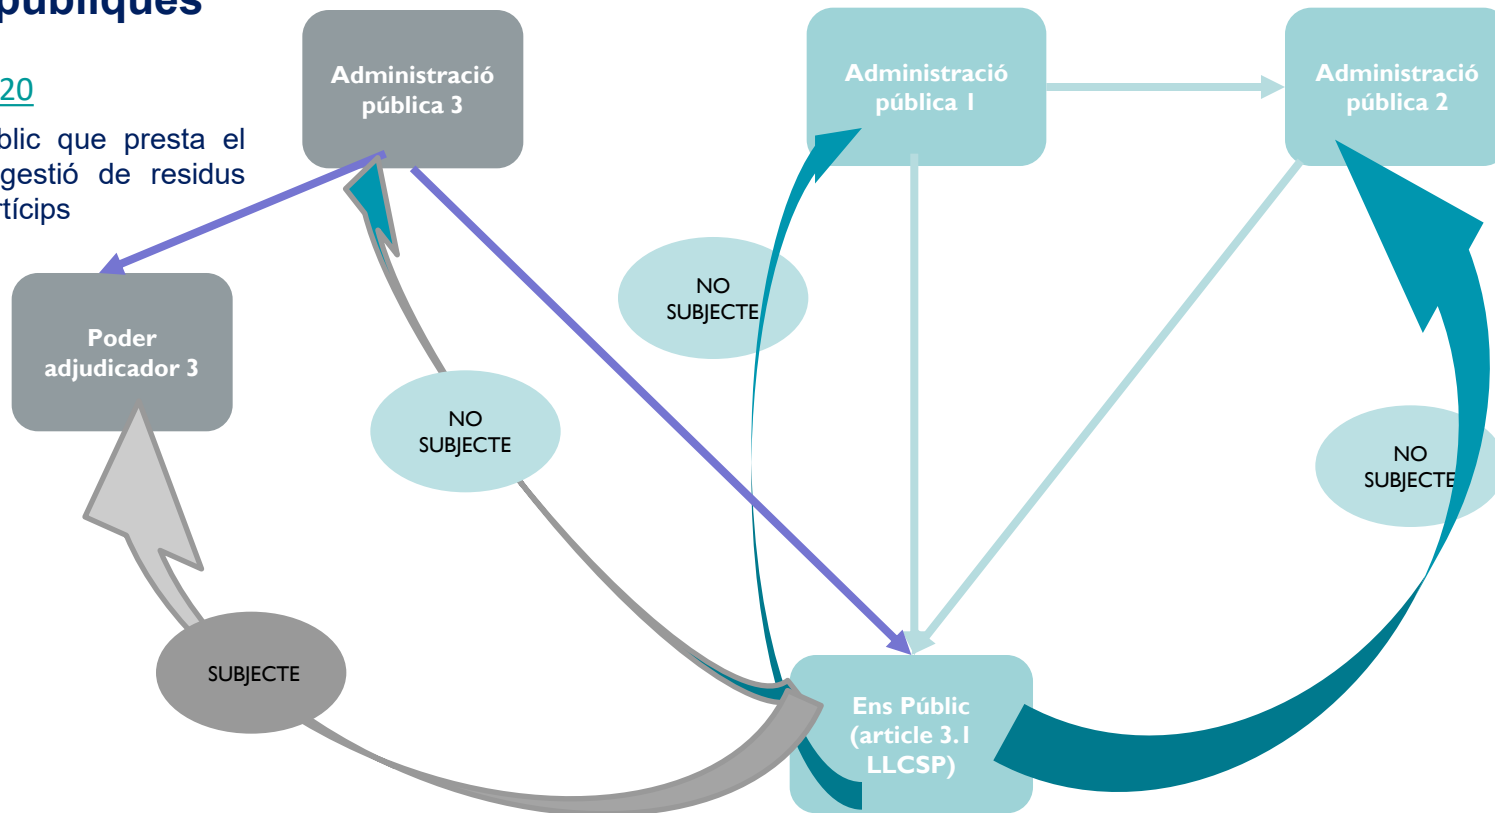 públiques
20
blic que presta el
gestió de residus
rtícips
Administració
pública 3
Administració
pública 1
Administració
pública 2
NO
SUBJECTE
Poder
adjudicador 3
NO
SUBJECTE
NO
SUBJECTE
SUBJECTE
Ens Públic
(article 3.1
LLCSP)